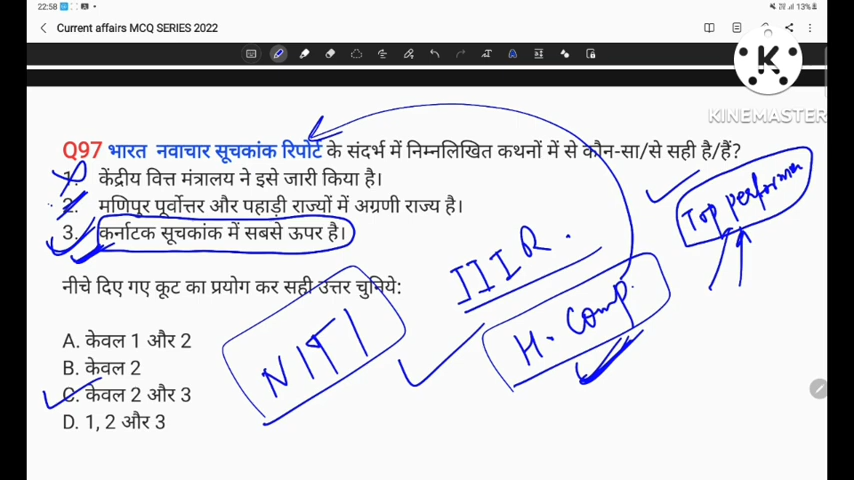 22:58 13%
Current affairs MCQ SERIES 2022
K
KINEMASTER
Q97 भारत नवाचार सूचकांक रिपोर्ट के संदर्भ में निम्नलिखित कथनों में से कौन-सा/से सही है/हैं?
1. केंद्रीय वित्त मंत्रालय ने इसे जारी किया है।
2. मणिपुर पूर्वोत्तर और पहाड़ी राज्यों में अग्रणी राज्य है।
3. कर्नाटक सूचकांक में सबसे ऊपर है।
Top performer
III R.
नीचे दिए गए कूट का प्रयोग कर सही उत्तर चुनिये:
H. Comp.
NITI
A. केवल 1 और 2
B. केवल 2
C. केवल 2 और 3
D. 1, 2 और 3